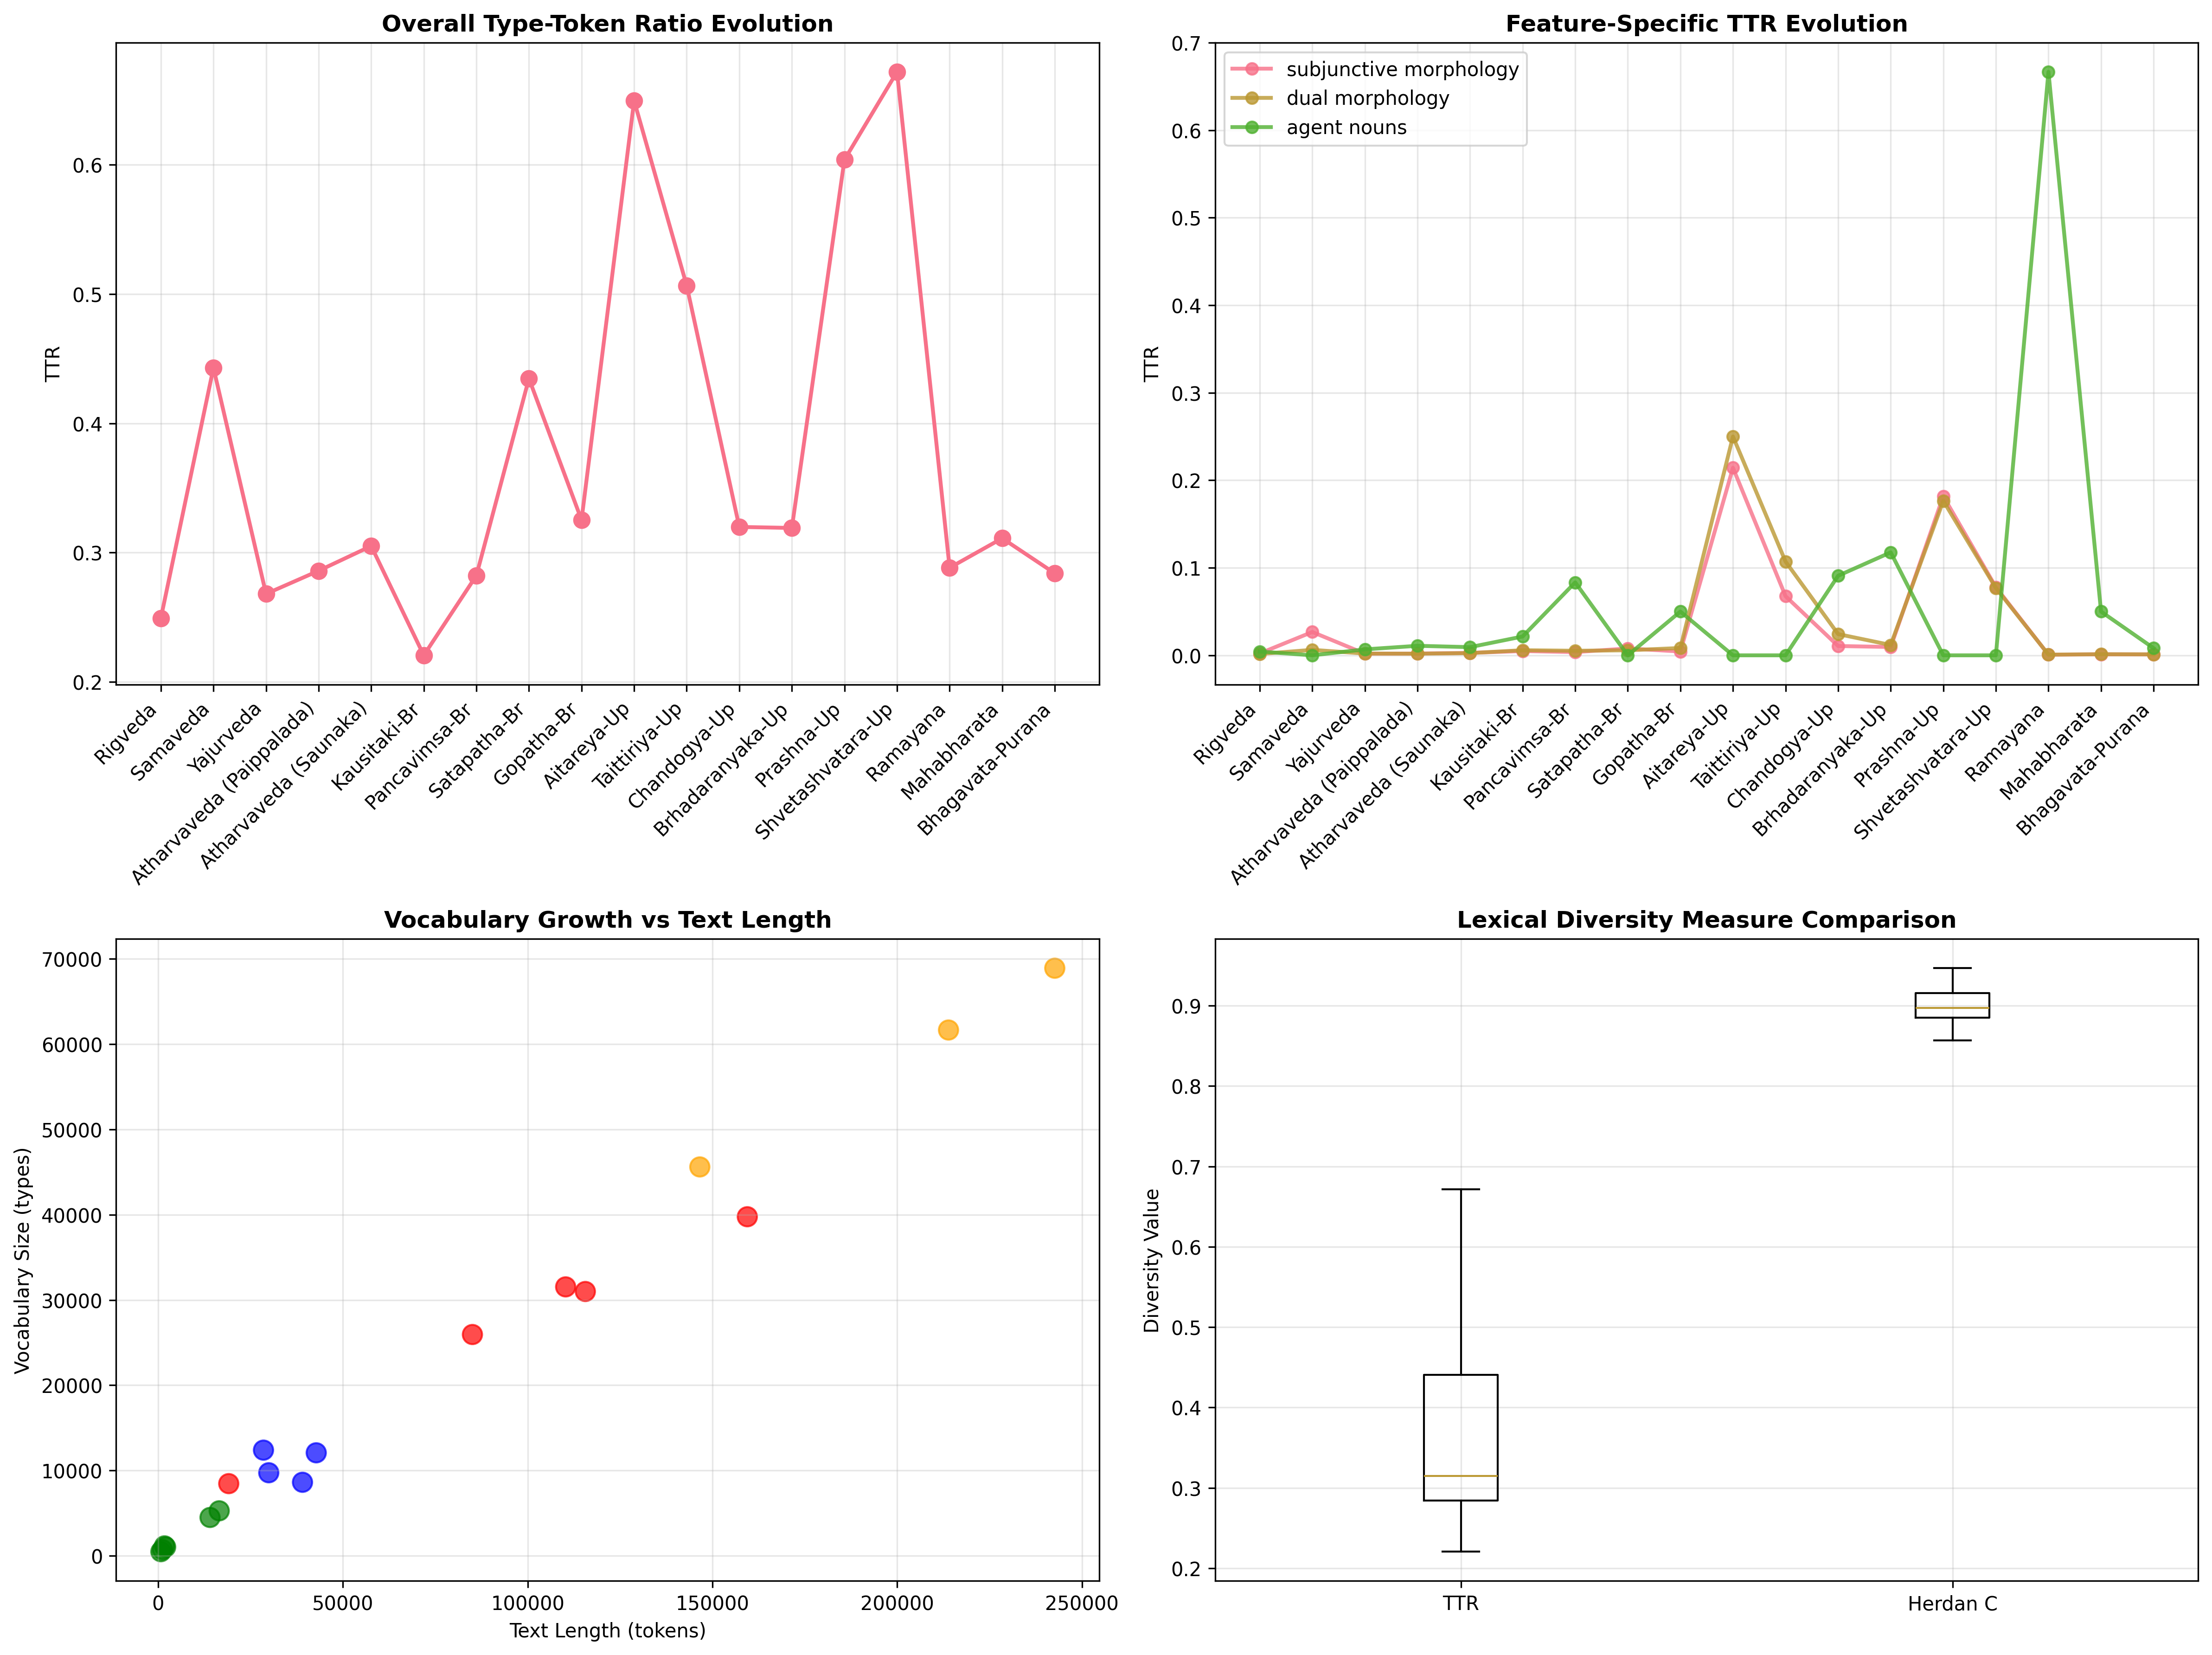 Overall Type-Token Ratio Evolution
TTR
0.6
0.5
0.4
0.3
0.2
Rigveda
Samaveda
Yajurveda
Atharvaveda (Paippalada)
Atharvaveda (Saunaka)
Kausitaki-Br
Pancavimsa-Br
Satapatha-Br
Gopatha-Br
Aitareya-Up
Taittiriya-Up
Chandogya-Up
Brhadaranyaka-Up
Prashna-Up
Shvetashvatara-Up
Ramayana
Mahabharata
Bhagavata-Purana
Feature-Specific TTR Evolution
subjunctive morphology
dual morphology
agent nouns
TTR
0.7
0.6
0.5
0.4
0.3
0.2
0.1
0.0
Rigveda
Samaveda
Yajurveda
Atharvaveda (Paippalada)
Atharvaveda (Saunaka)
Kausitaki-Br
Pancavimsa-Br
Satapatha-Br
Gopatha-Br
Aitareya-Up
Taittiriya-Up
Chandogya-Up
Brhadaranyaka-Up
Prashna-Up
Shvetashvatara-Up
Ramayana
Mahabharata
Bhagavata-Purana
Vocabulary Growth vs Text Length
Vocabulary Size (types)
70000
60000
50000
40000
30000
20000
10000
0
0 50000 100000 150000 200000 250000
Text Length (tokens)
Lexical Diversity Measure Comparison
Diversity Value
0.9
0.8
0.7
0.6
0.5
0.4
0.3
0.2
TTR Herdan C